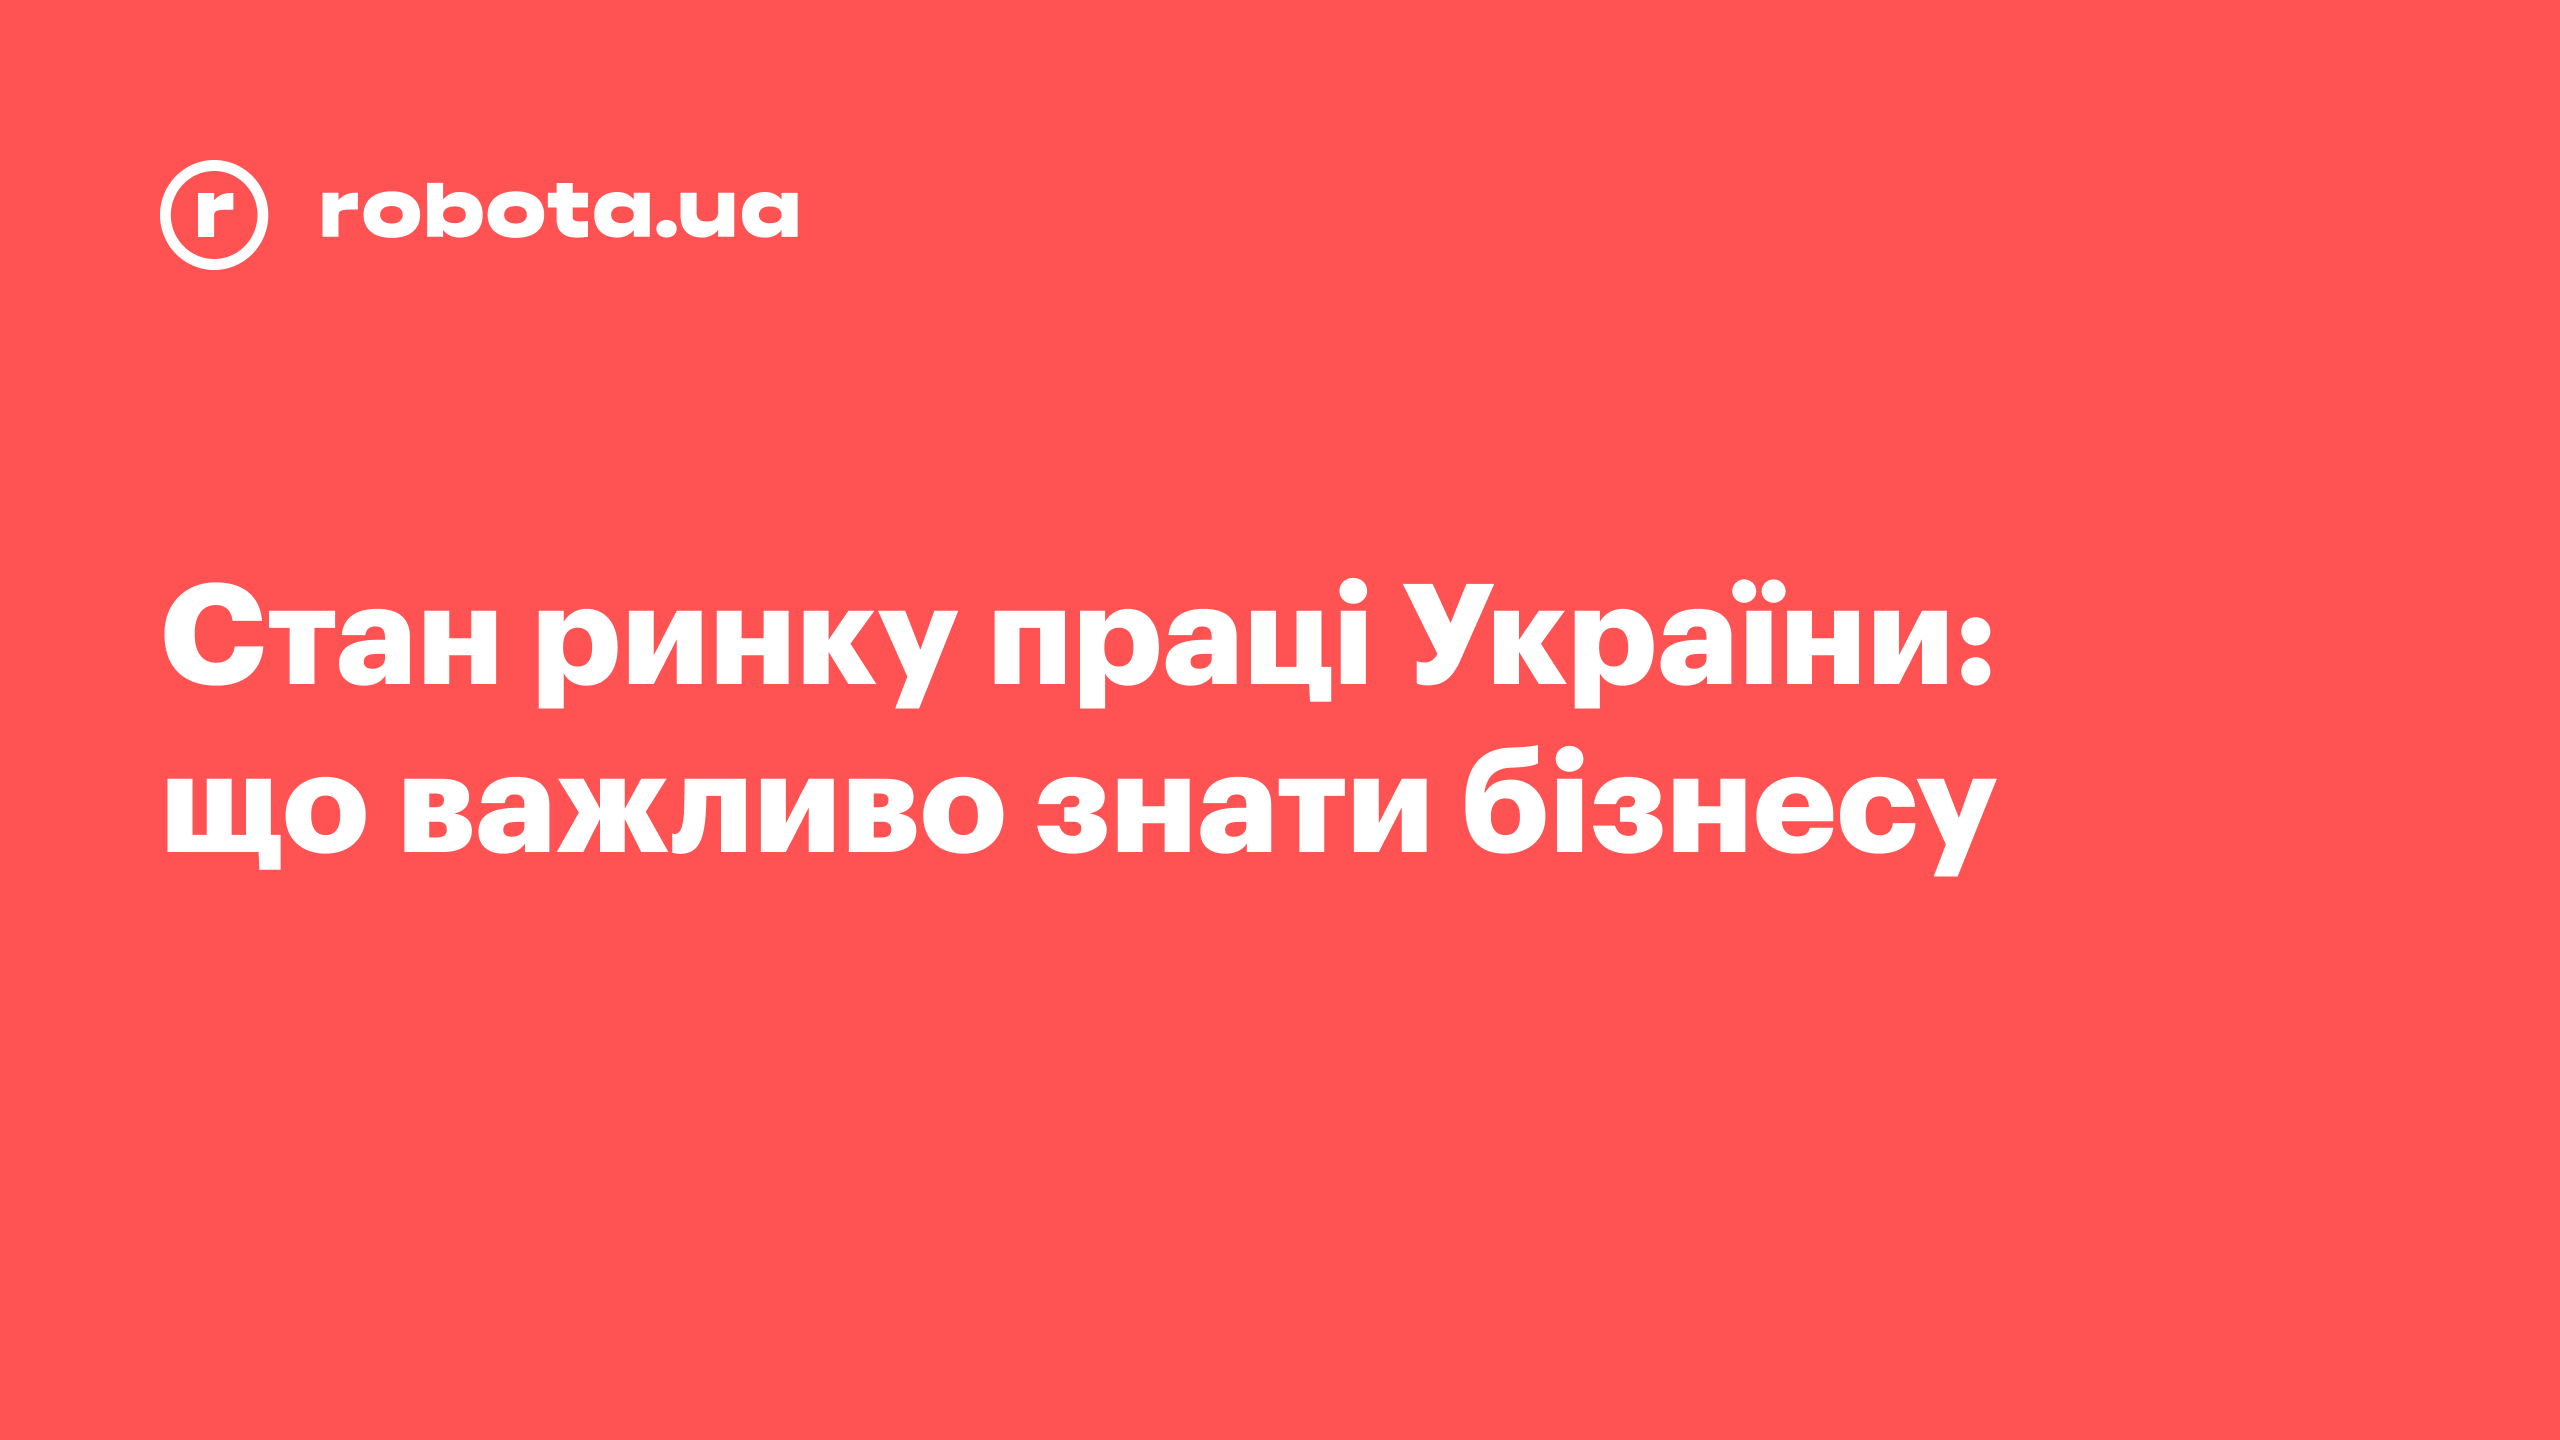 r robota.ua
Стан ринку праці України:
що важливо знати бізнесу